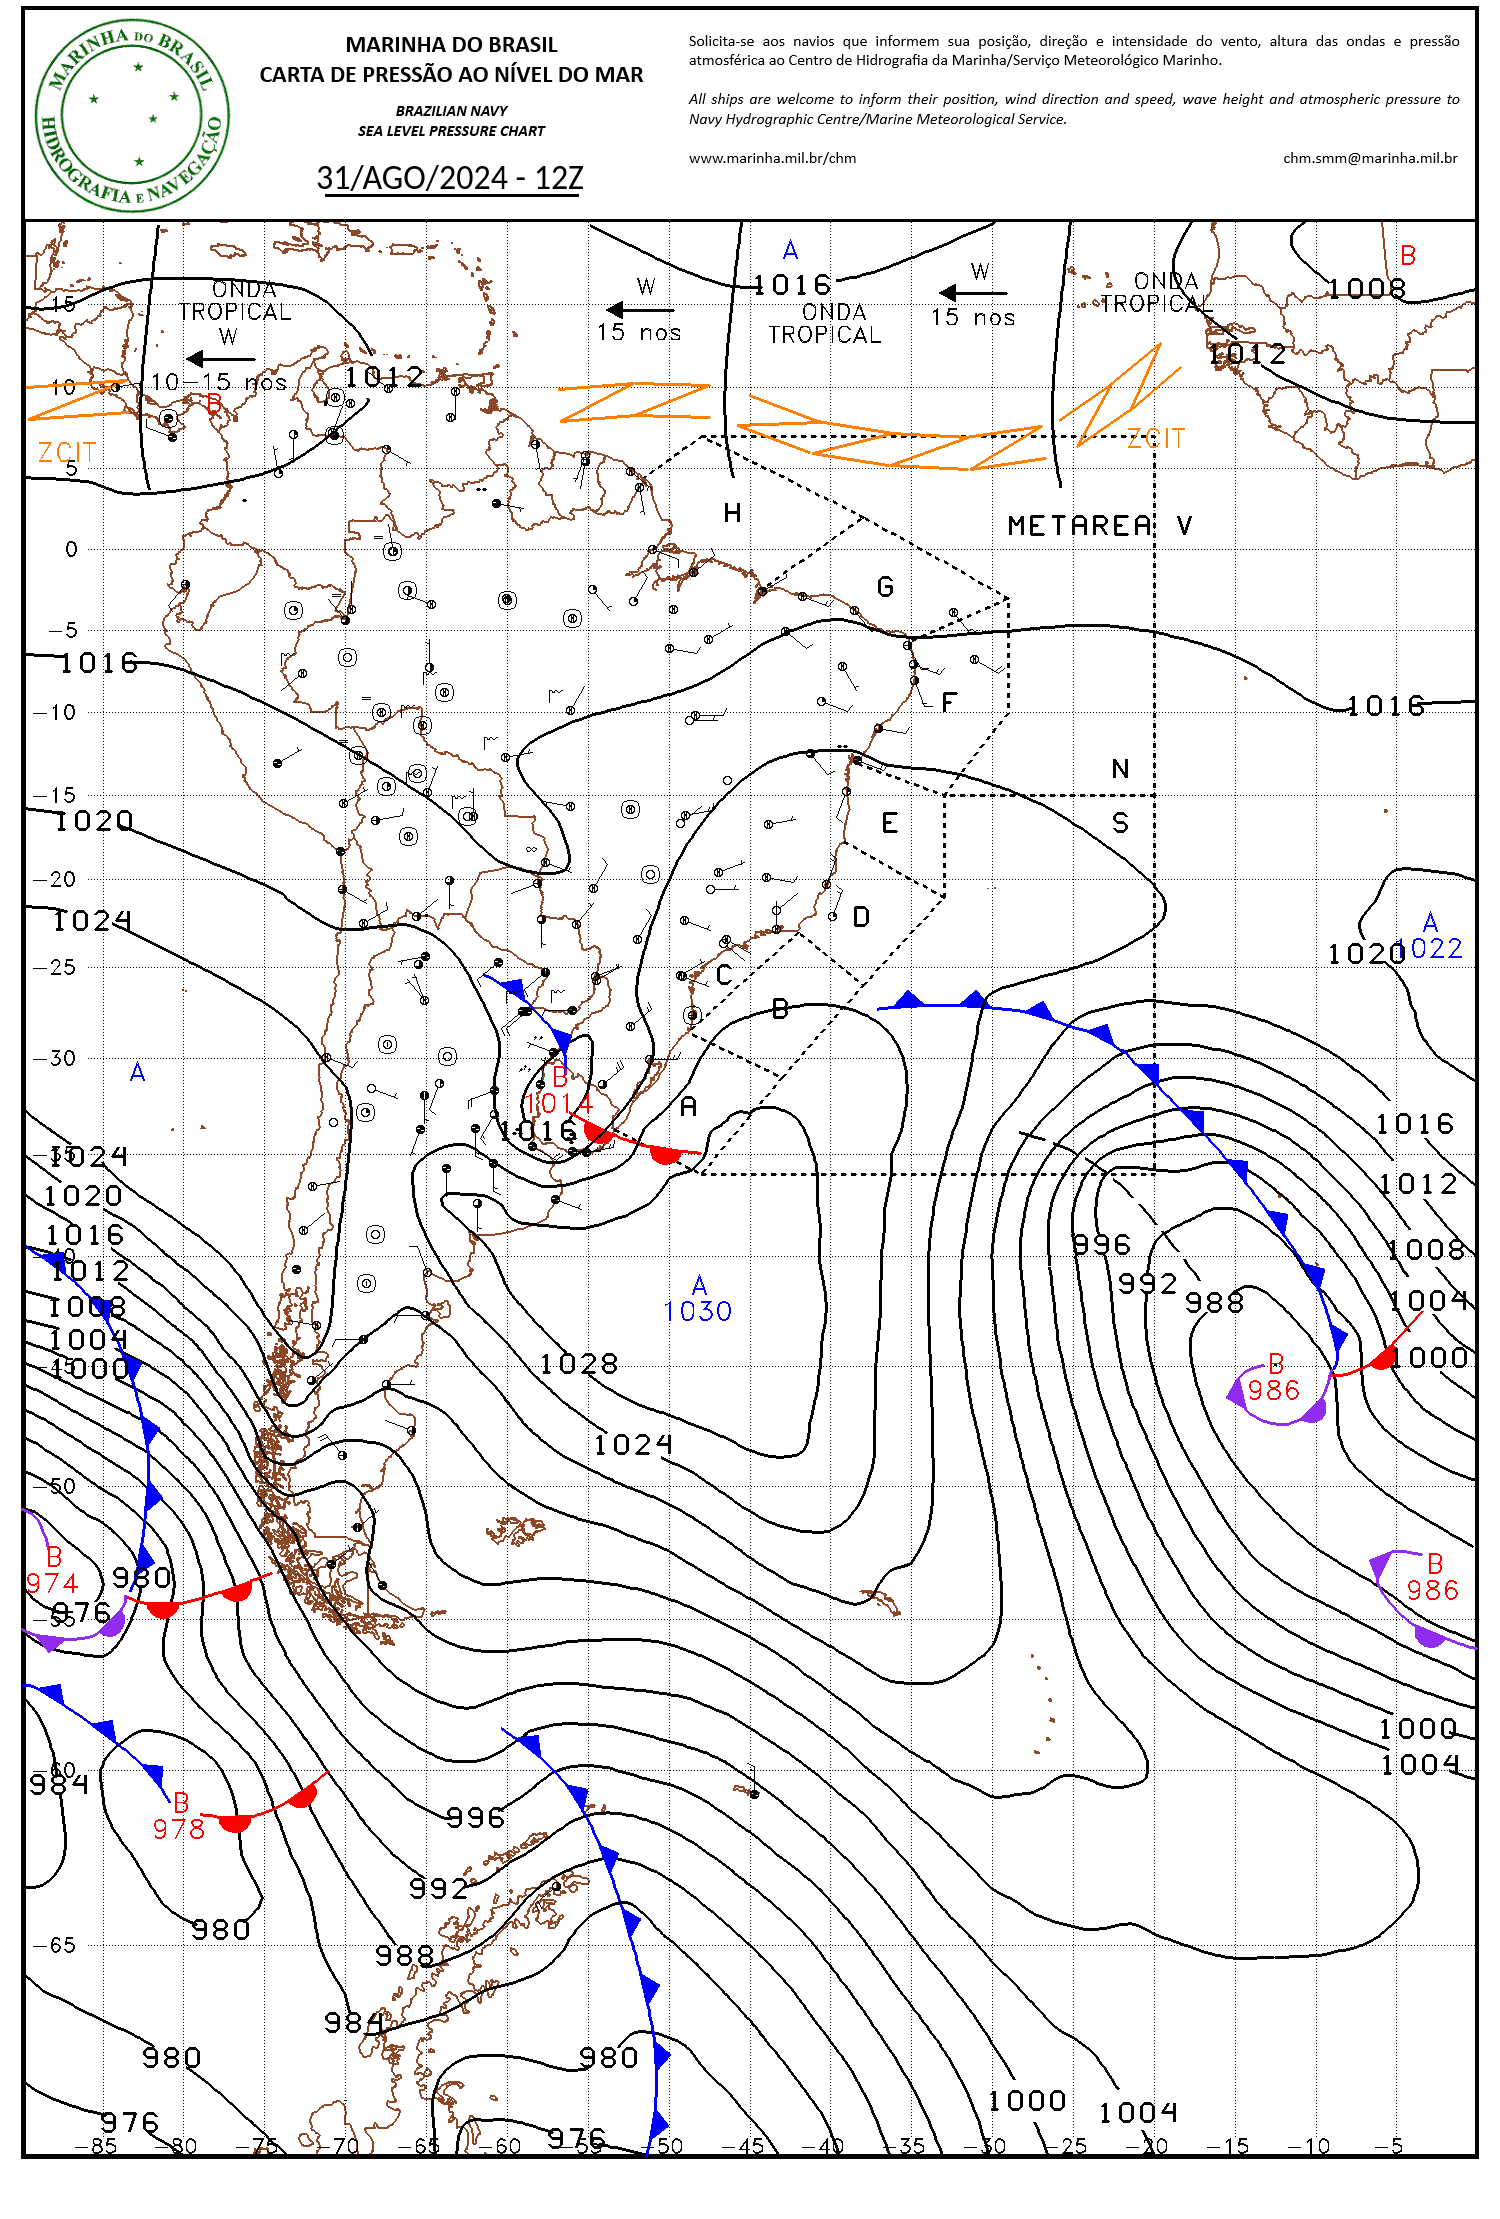 MARINHA DO BRASIL
HIDROGRAFIA E NAVEGAÇÃO
MARINHA DO BRASIL
CARTA DE PRESSÃO AO NÍVEL DO MAR
BRAZILIAN NAVY
SEA LEVEL PRESSURE CHART
31/AGO/2024 - 12Z
Solicita-se aos navios que informem sua posição, direção e intensidade do vento, altura das ondas e pressão
atmosférica ao Centro de Hidrografia da Marinha/Serviço Meteorológico Marinho.
All ships are welcome to inform their position, wind direction and speed, wave height and atmospheric pressure to
Navy Hydrographic Centre/Marine Meteorological Service.
www.marinha.mil.br/chm
chm.smm@marinha.mil.br
A
B
1016
1008
W
15 nos
W
15 nos
ONDA
TROPICAL
W
10-15 nos
ONDA
TROPICAL
ONDA
TROPICAL
15
1012
1012
10
B
ZCIT
ZCIT
5
H
METAREA V
0
G
-5
1016
F
-10
1016
N
-15
1020
E
S
-20
1024
D
A
1022
1020
-25
C
B
-30
A
B
1014
A
1016
1016
-35
1024
1020
1012
1016
996
1008
-40
1012
992
A
1030
988
1004
1008
1004
1028
1000
-45
1000
B
986
1024
-50
B
974
980
B
986
976
-55
1000
1004
-60
984
B
978
996
992
980
988
-65
984
980
980
1000
1004
976
976
-85
-80
-75
-70
-65
-60
-55
-50
-45
-40
-35
-30
-25
-20
-15
-10
-5